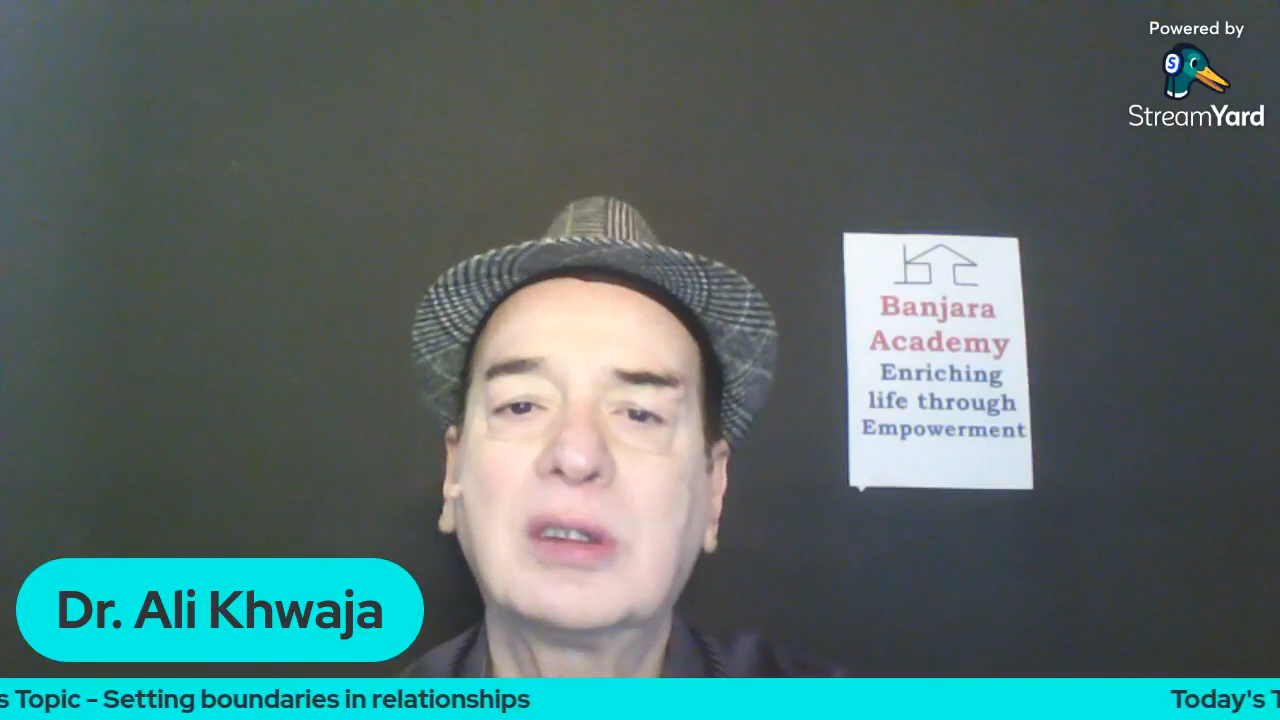 Powered by
StreamYard
Banjara
Academy
Enriching
life through
Empowerment
Dr. Ali Khwaja
s Topic - Setting boundaries in relationships
Today's T